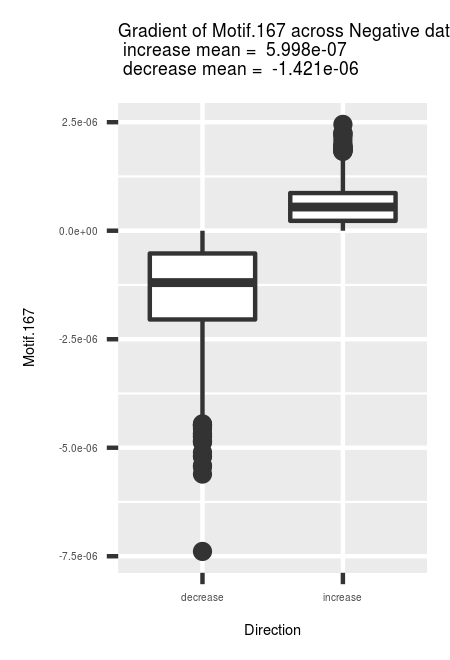 Gradient of Motif.167 across Negative dat
increase mean =  5.998e-07
decrease mean =  -1.421e-06
2.5e-06
0.0e+00
-2.5e-06
-5.0e-06
-7.5e-06
Motif.167
decrease
increase
Direction